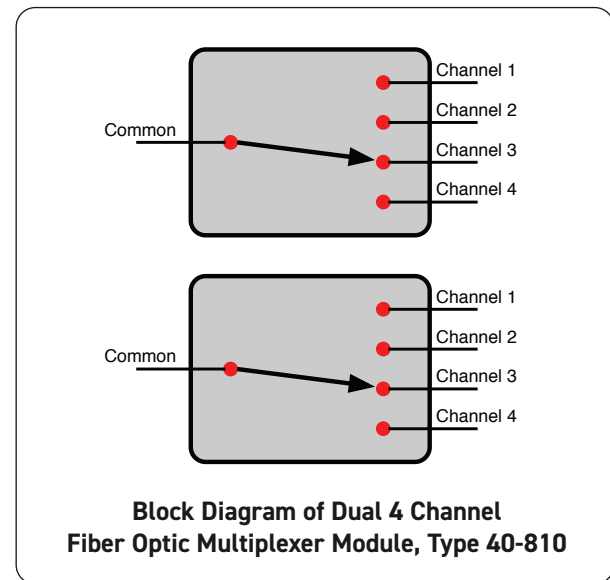 Channel 1
Channel 2
Common
Channel 3
Channel 4
Channel 1
Channel 2
Common
Channel 3
Channel 4
Block Diagram of Dual 4 Channel
Fiber Optic Multiplexer Module, Type 40-810